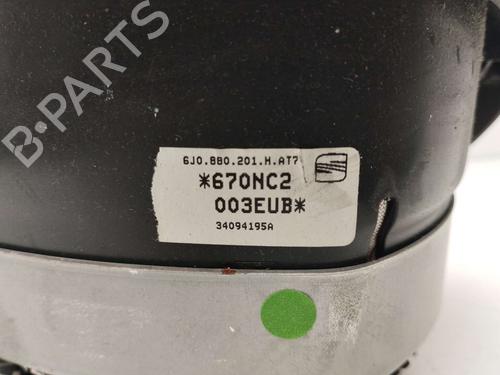 B-PARTS
6J0.880.201.H.AT7
*670NC2
003EUB*
34094195A